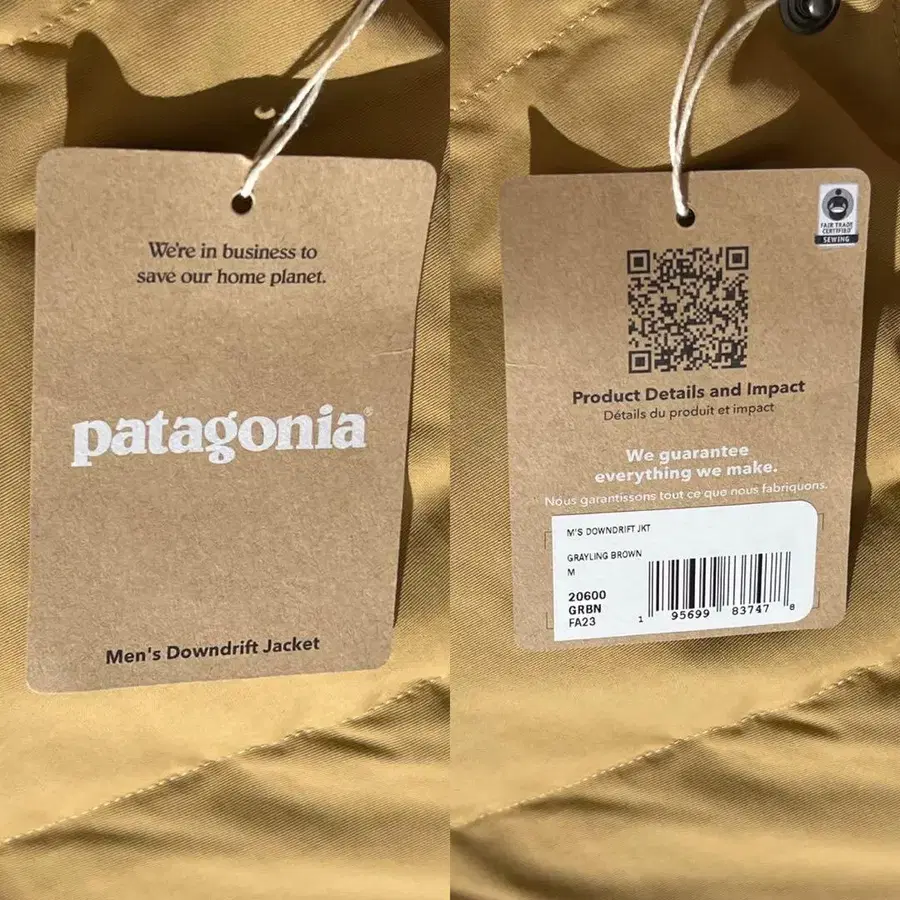 We're in business to
save our home planet.
patagonia®
Men's Downdrift Jacket
FAIR TRADE
CERTIFIED
SEWING
Product Details and Impact
Détails du produit et impact
We guarantee
everything we make.
Nous garantissons tout ce que nous fabriquons.
M'S DOWNDRIFT JKT
GRAYLING BROWN
M
20600
GRBN
FA23
1 95699 83747 8